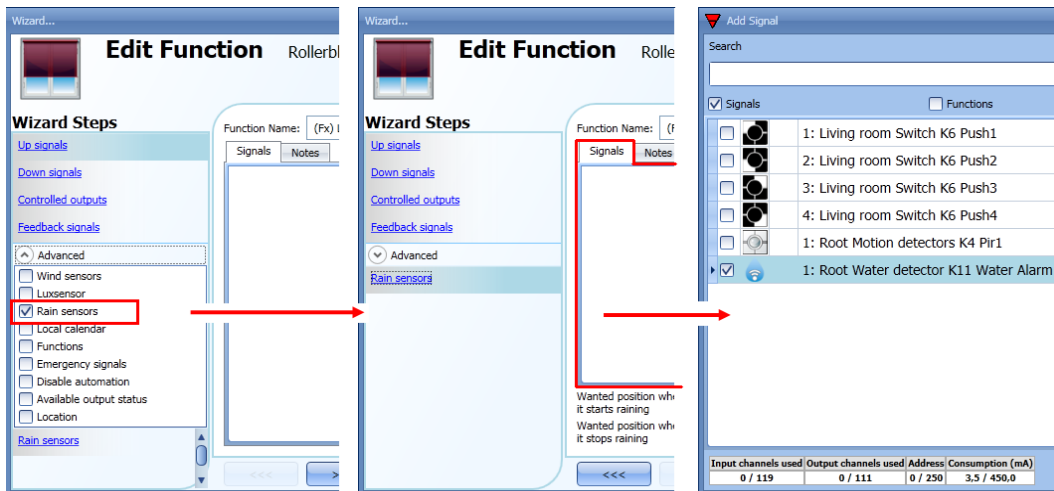 Wizard...
Edit Function Rollerbl
Wizard Steps
Up signals
Down signals
Controlled outputs
Feedback signals
Advanced
Wind sensors
Luxsensor
Rain sensors
Local calendar
Functions
Emergency signals
Disable automation
Available output status
Location
Rain sensors
Function Name: (Fx) L
Signals Notes
<<< >
Wizard...
Edit Function Rolle
Wizard Steps
Up signals
Down signals
Controlled outputs
Feedback signals
Advanced
Rain sensors
Function Name: (F
Signals Notes
Wanted position whe
it starts raining
Wanted position whe
it stops raining
<<<
Add Signal
Search
Signals Functions
1: Living room Switch K6 Push1
2: Living room Switch K6 Push2
3: Living room Switch K6 Push3
4: Living room Switch K6 Push4
1: Root Motion detectors K4 Pir1
1: Root Water detector K11 Water Alarm
Input channels used Output channels used Address Consumption (mA)
0 / 119 0 / 111 0 / 250 3,5 / 450,0